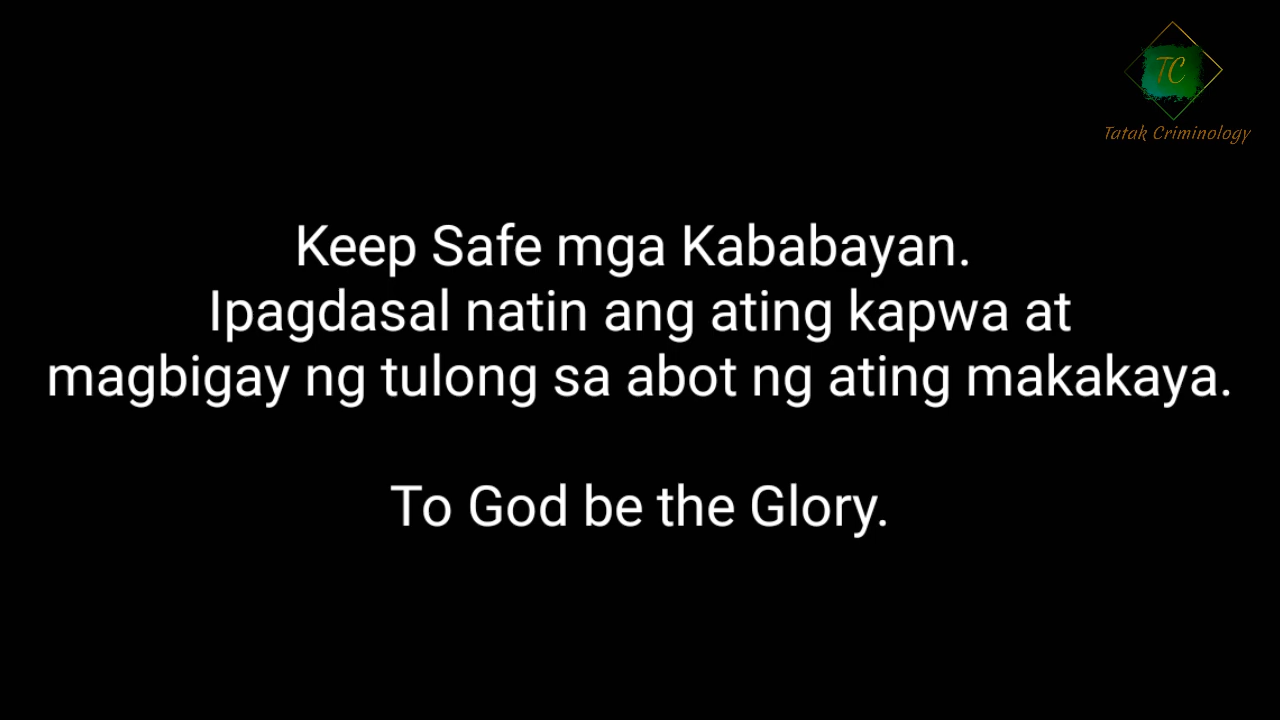 TC
Tatak Criminology
Keep Safe mga Kababayan.
Ipagdasal natin ang ating kapwa at
magbigay ng tulong sa abot ng ating makakaya.
To God be the Glory.